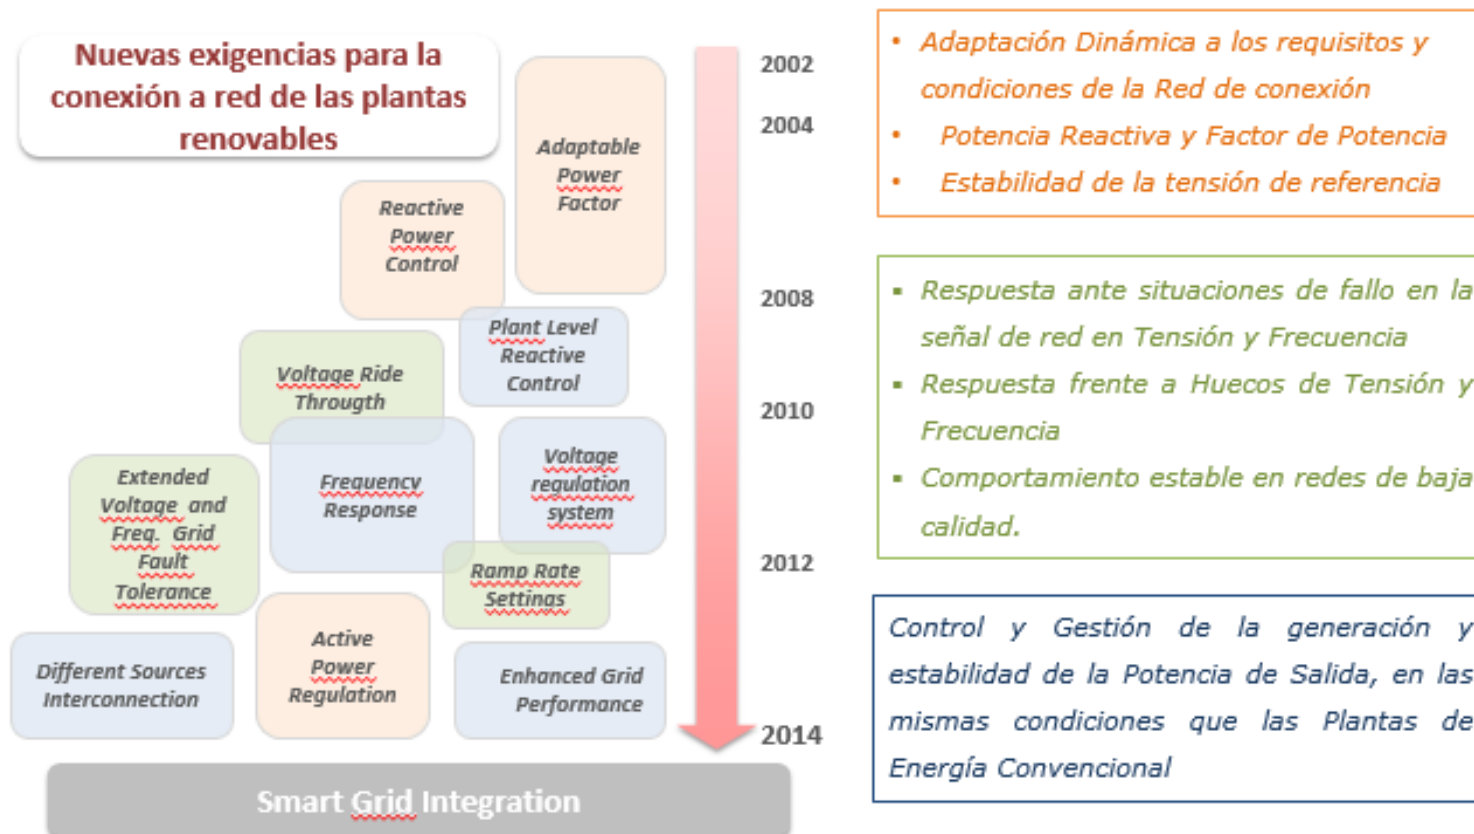 Nuevas exigencias para la
conexión a red de las plantas
renovables
Adaptable
Power
Factor
Reactive
Power
Control
Plant Level
Reactive
Control
Voltage Ride
Througth
Frequency
Response
Voltage
regulation
system
Extended
Voltage and
Freq. Grid
Fault
Tolerance
Ramp Rate
Settings
Active
Power
Regulation
Different Sources
Interconnection
Enhanced Grid
Performance
2002
2004
2008
2010
2012
2014
Smart Grid Integration
• Adaptación Dinámica a los requisitos y
condiciones de la Red de conexión
• Potencia Reactiva y Factor de Potencia
• Estabilidad de la tensión de referencia
▪ Respuesta ante situaciones de fallo en la
señal de red en Tensión y Frecuencia
▪ Respuesta frente a Huecos de Tensión y
Frecuencia
▪ Comportamiento estable en redes de baja
calidad.
Control y Gestión de la generación y
estabilidad de la Potencia de Salida, en las
mismas condiciones que las Plantas de
Energía Convencional